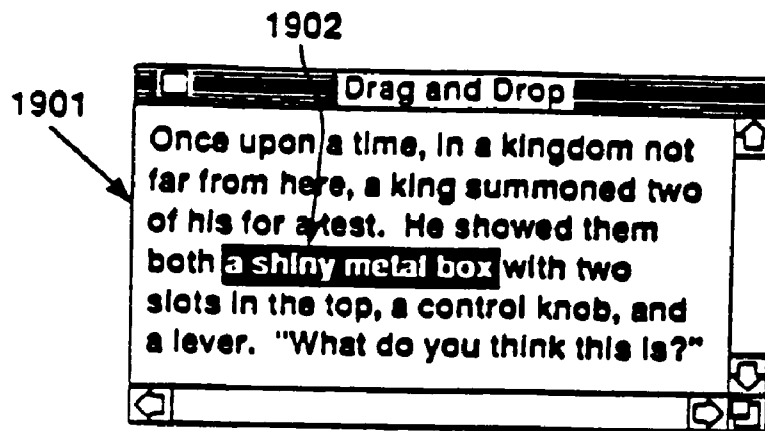 1902
1901
Drag and Drop
Once upon a time, in a kingdom not
far from here, a king summoned two
of his for a test.  He showed them
both a shiny metal box with two
slots in the top, a control knob, and
a lever.  "What do you think this is?"